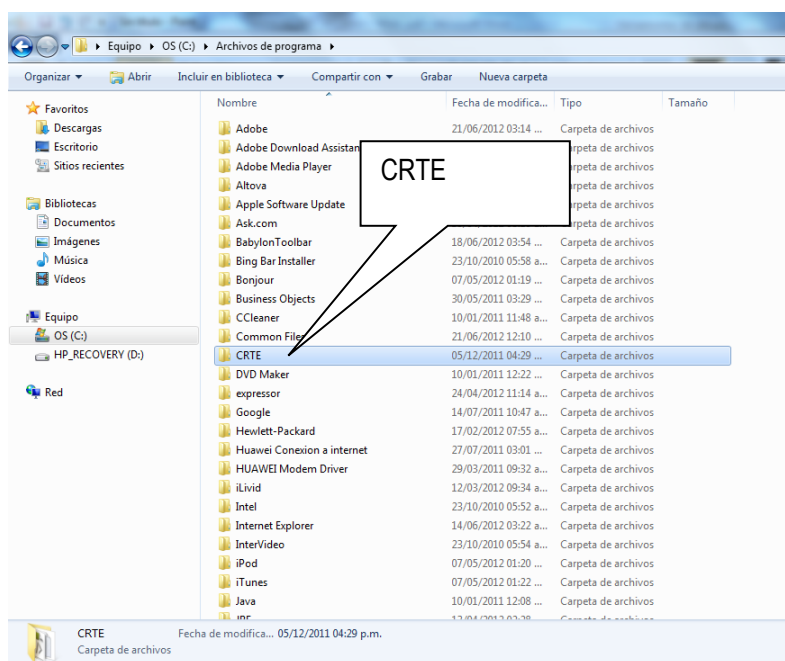 Equipo OS (C:) Archivos de programa
Organizar Abrir Incluir en biblioteca Compartir con Grabar Nueva carpeta
Favoritos
Descargas
Escritorio
Sitios recientes
Bibliotecas
Documentos
Imágenes
Música
Vídeos
Equipo
OS (C:)
HP_RECOVERY (D:)
Red
Nombre Fecha de modifica... Tipo Tamaño
Adobe 21/06/2012 03:14 ... Carpeta de archivos
Adobe Download Assistan
Adobe Media Player
Altova
Apple Software Update
Ask.com
CRTE
BabylonToolbar 18/06/2012 03:54 ... Carpeta de archivos
Bing Bar Installer 23/10/2010 05:58 a... Carpeta de archivos
Bonjour 07/05/2012 01:19 ... Carpeta de archivos
Business Objects 30/05/2011 03:29 ... Carpeta de archivos
CCleaner 10/01/2011 11:48 a... Carpeta de archivos
Common File 21/06/2012 12:10 ... Carpeta de archivos
CRTE 05/12/2011 04:29 ... Carpeta de archivos
DVD Maker 10/01/2011 12:22 ... Carpeta de archivos
expressor 24/04/2012 11:14 a... Carpeta de archivos
Google 14/07/2011 10:47 a... Carpeta de archivos
Hewlett-Packard 17/02/2012 07:55 a... Carpeta de archivos
Huawei Conexion a internet 27/07/2011 03:01 ... Carpeta de archivos
HUAWEI Modem Driver 29/03/2011 09:32 a... Carpeta de archivos
iLivid 12/03/2012 09:34 a... Carpeta de archivos
Intel 23/10/2010 05:52 a... Carpeta de archivos
Internet Explorer 14/06/2012 03:22 a... Carpeta de archivos
InterVideo 23/10/2010 05:54 a... Carpeta de archivos
iPod 07/05/2012 01:20 ... Carpeta de archivos
iTunes 07/05/2012 01:22 ... Carpeta de archivos
Java 10/01/2011 12:08 ... Carpeta de archivos
CRTE Fecha de modifica... 05/12/2011 04:29 p.m.
Carpeta de archivos